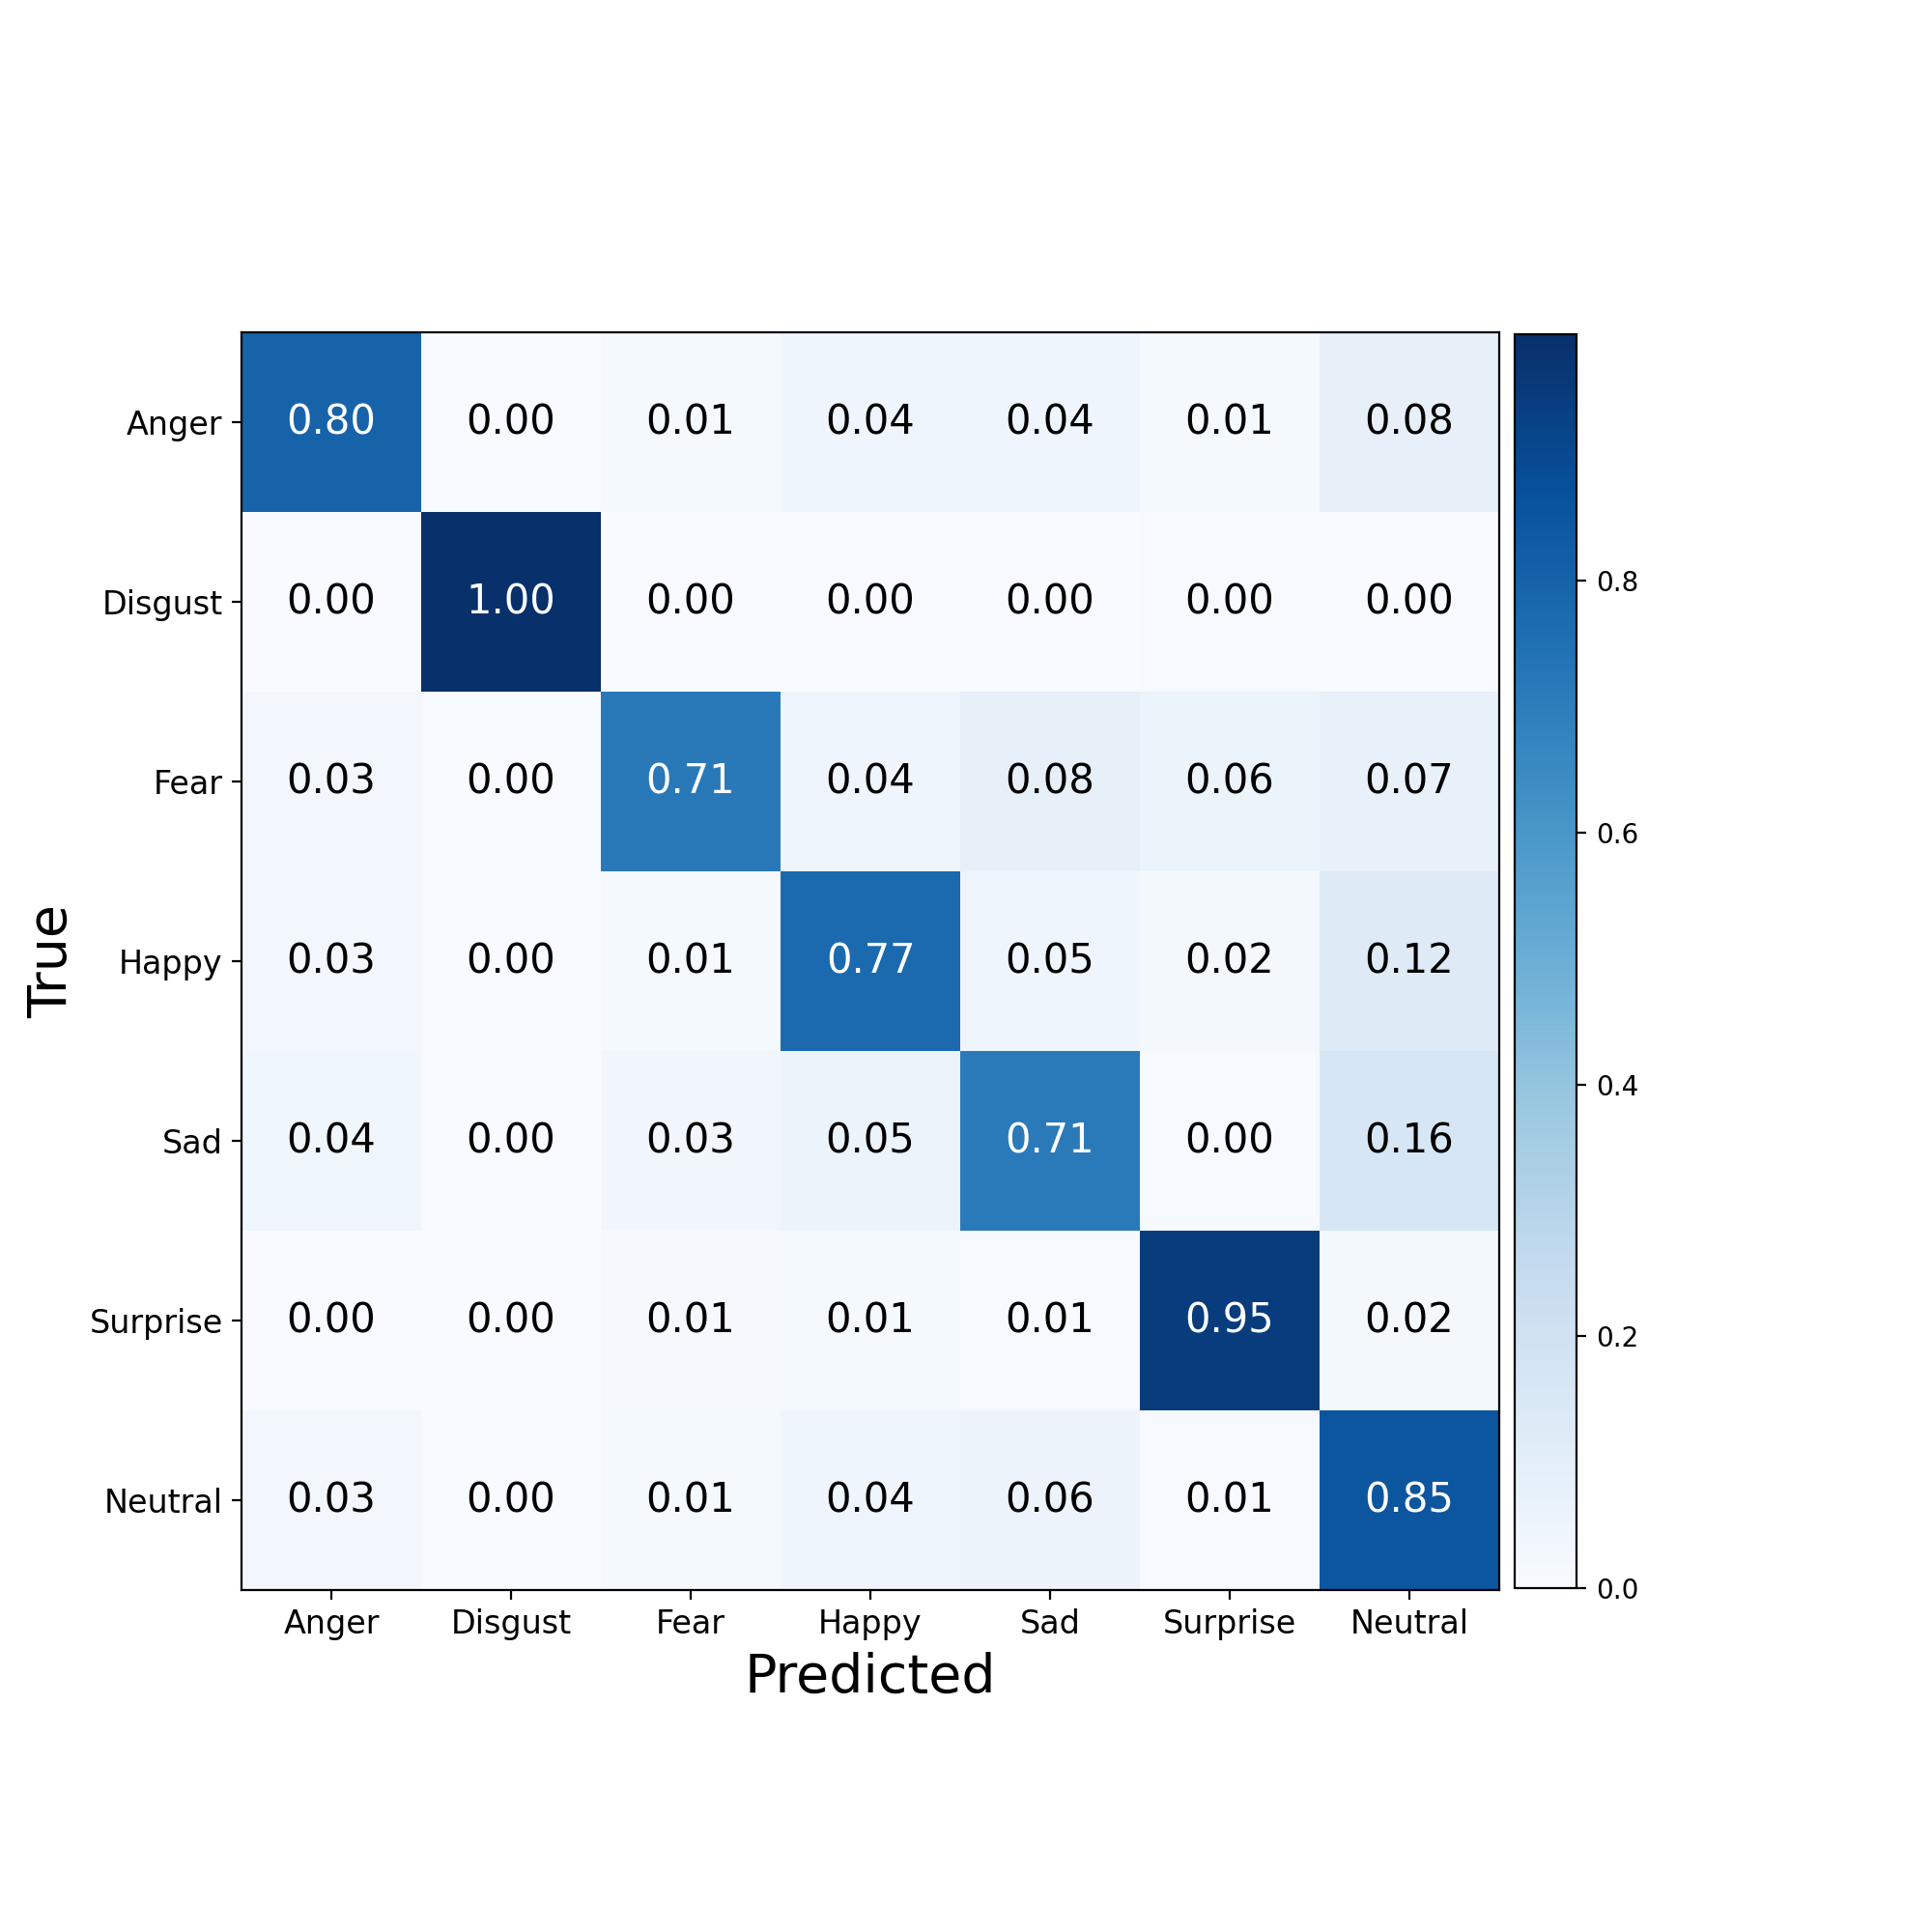 Anger 0.80 0.00 0.01 0.04 0.04 0.01 0.08
Disgust 0.00 1.00 0.00 0.00 0.00 0.00 0.00
0.8
Fear 0.03 0.00 0.71 0.04 0.08 0.06 0.07
0.6
Happy 0.03 0.00 0.01 0.77 0.05 0.02 0.12
True
0.4
Sad 0.04 0.00 0.03 0.05 0.71 0.00 0.16
Surprise 0.00 0.00 0.01 0.01 0.01 0.95 0.02
0.2
Neutral 0.03 0.00 0.01 0.04 0.06 0.01 0.85
0.0
Anger Disgust Fear Happy Sad Surprise Neutral
Predicted